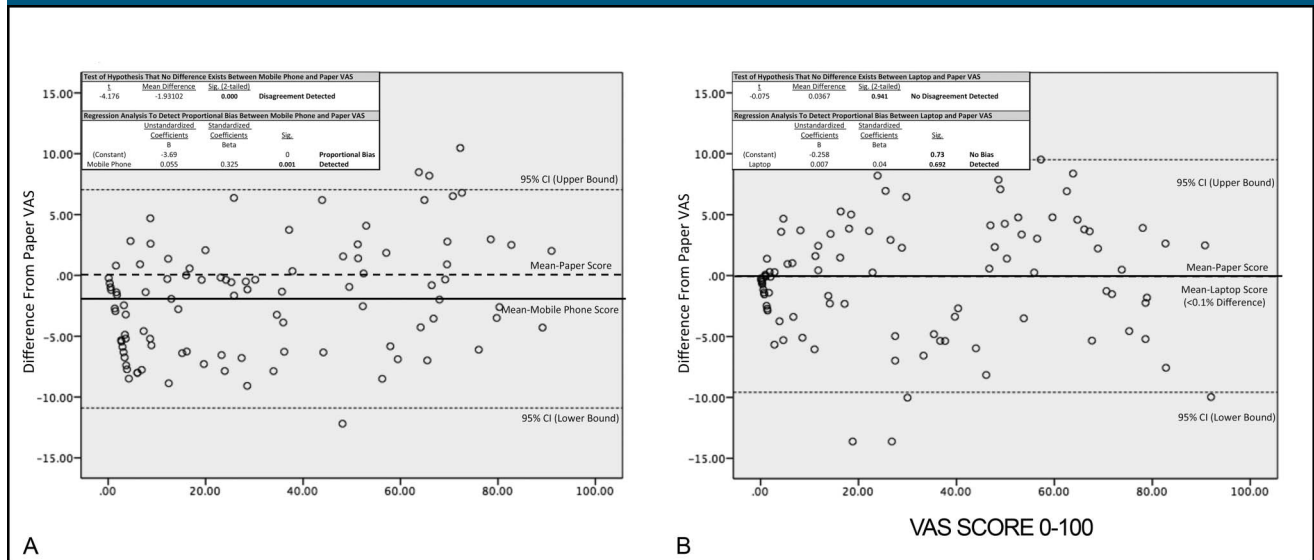 Test of Hypothesis That No Difference Exists Between Mobile Phone and Paper VAS
t Mean Difference Sig. (2-tailed)
-4.176 -1.93102 0.000 Disagreement Detected
Regression Analysis To Detect Proportional Bias Between Mobile Phone and Paper VAS
Unstandardized Standardized
Coefficients Coefficients Sig.
B Beta
(Constant) -3.69 0 Proportional Bias
Mobile Phone 0.055 0.325 0.001 Detected
15.00
10.00
5.00
.00
-5.00
-10.00
-15.00
Difference From Paper VAS
95% CI (Upper Bound)
Mean-Paper Score
Mean-Mobile Phone Score
95% CI (Lower Bound)
.00 20.00 40.00 60.00 80.00 100.00
A
Test of Hypothesis That No Difference Exists Between Laptop and Paper VAS
t Mean Difference Sig. (2-tailed)
-0.075 0.0367 0.941 No Disagreement Detected
Regression Analysis To Detect Proportional Bias Between Laptop and Paper VAS
Unstandardized Standardized
Coefficients Coefficients Sig.
B Beta
(Constant) -0.258 0.73 No Bias
Laptop 0.007 0.04 0.692 Detected
15.00
10.00
5.00
.00
-5.00
-10.00
-15.00
Difference From Paper VAS
95% CI (Upper Bound)
Mean-Paper Score
Mean-Laptop Score
(<0.1% Difference)
95% CI (Lower Bound)
.00 20.00 40.00 60.00 80.00 100.00
VAS SCORE 0-100
B